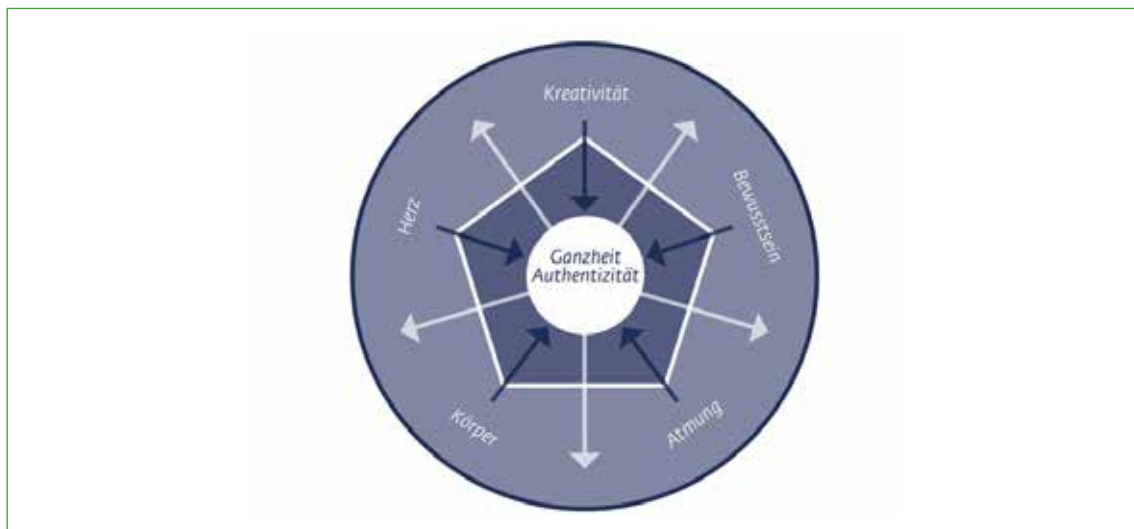 Kreativität
Herz
Bewusstsein
Ganzheit
Authentizität
Körper
Atmung